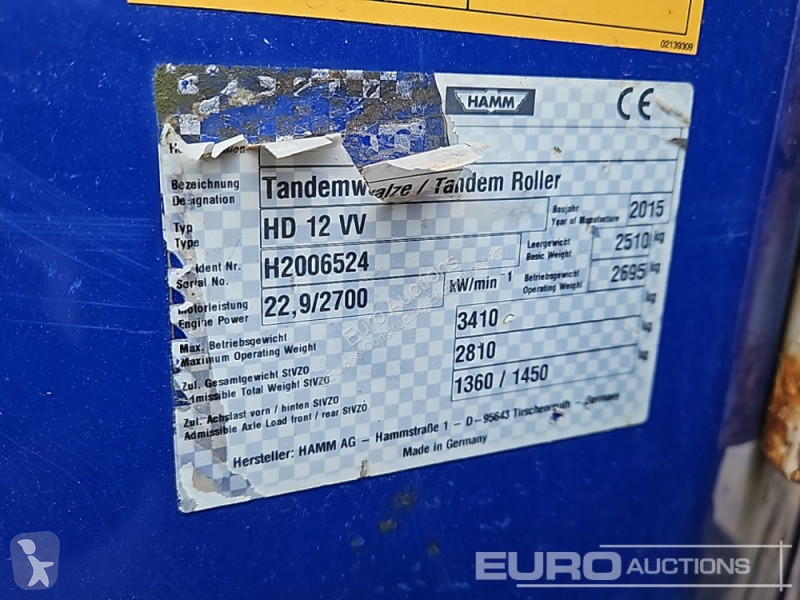 02139309
HAMM
CE
Bezeichnung
Designation
Tandemwalze / Tandem Roller
Typ
Type
HD 12 VV
Baujahr
Year of Manufacture
2015
Ident Nr.
Serial No.
H2006524
Leergewicht
Basic Weight
2510 kg
Motorleistung
Engine Power
22,9/2700
kW/min -1
Betriebsgewicht
Operating Weight
2695 kg
Max. Betriebsgewicht
Maximum Operating Weight
3410
kg
Zul. Gesamtgewicht StVZO
Admissible Total Weight StVZO
2810
kg
Zul. Achslast vorn / hinten StVZO
Admissible Axle Load front / rear StVZO
1360 / 1450
Hersteller: HAMM AG – Hammstraße 1 – D – 95643 Tirschenreuth – Germany
Made in Germany
EURO AUCTIONS